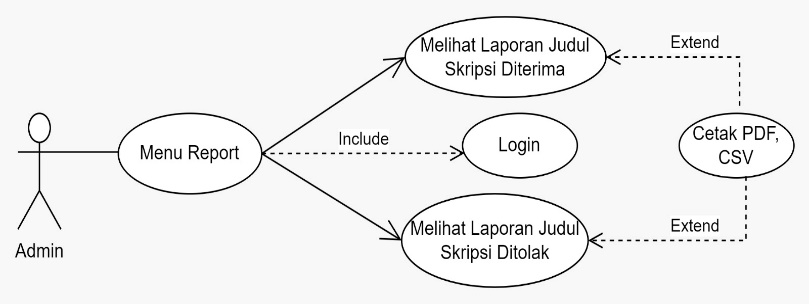 Melihat Laporan Judul
Skripsi Diterima
Extend
Include
Login
Cetak PDF,
CSV
Menu Report
Melihat Laporan Judul
Skripsi Ditolak
Extend
Admin